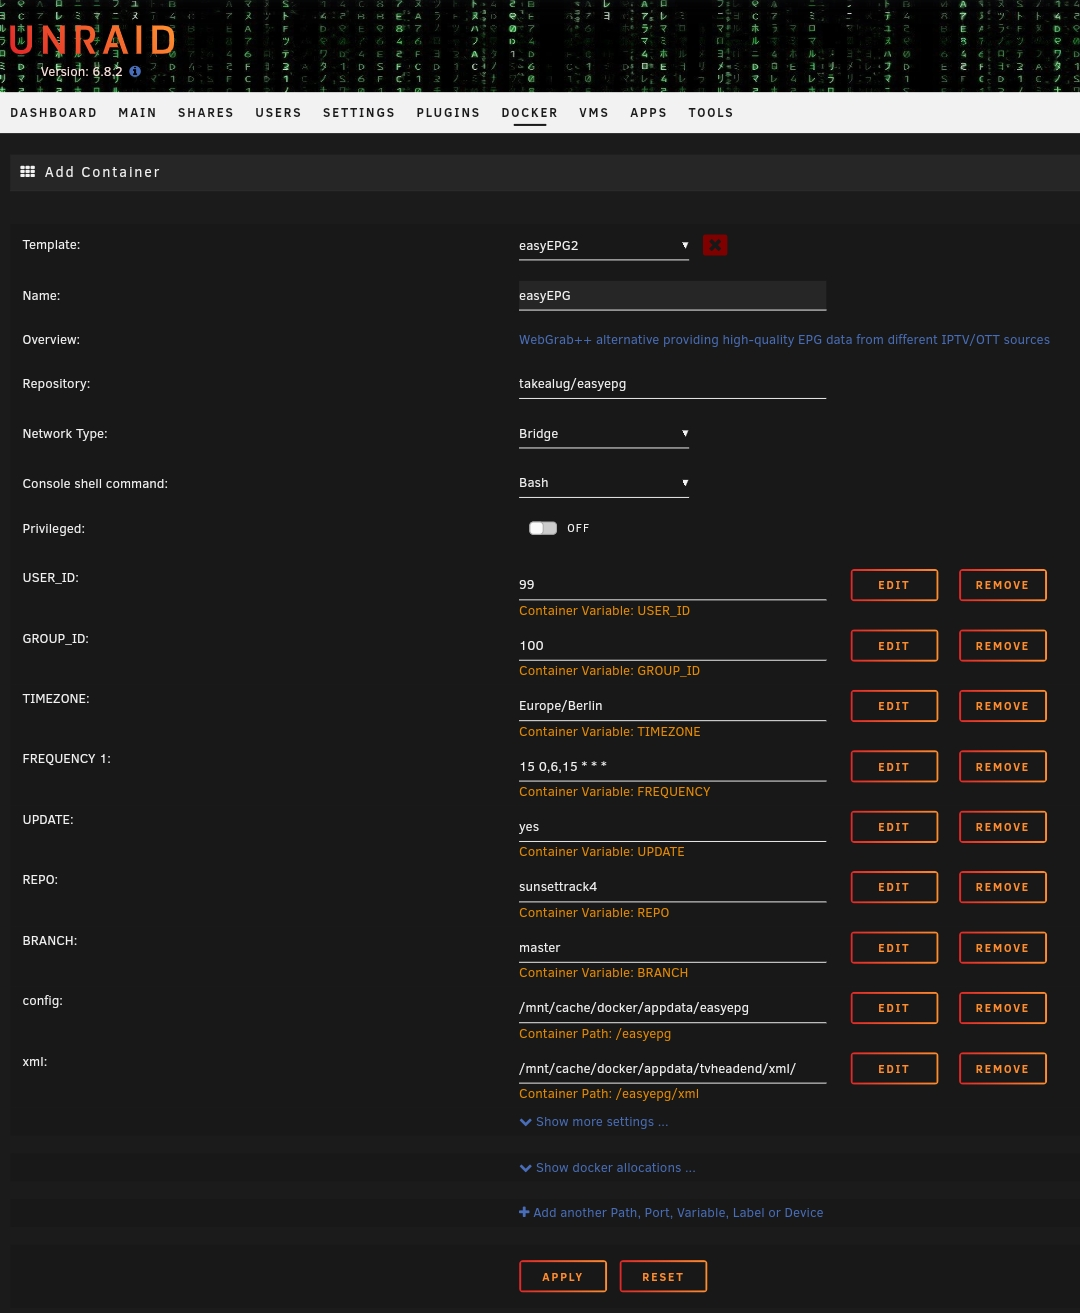 UNRAID
Version: 6.8.2
DASHBOARD MAIN SHARES USERS SETTINGS PLUGINS DOCKER VMS APPS TOOLS
Add Container
Template: easyEPG2
Name: easyEPG
Overview: WebGrab++ alternative providing high-quality EPG data from different IPTV/OTT sources
Repository: takealug/easyepg
Network Type: Bridge
Console shell command: Bash
Privileged: OFF
USER_ID: 99 EDIT REMOVE
Container Variable: USER_ID
GROUP_ID: 100 EDIT REMOVE
Container Variable: GROUP_ID
TIMEZONE: Europe/Berlin EDIT REMOVE
Container Variable: TIMEZONE
FREQUENCY 1: 15 0,6,15 * * * EDIT REMOVE
Container Variable: FREQUENCY
UPDATE: yes EDIT REMOVE
Container Variable: UPDATE
REPO: sunsettrack4 EDIT REMOVE
Container Variable: REPO
BRANCH: master EDIT REMOVE
Container Variable: BRANCH
config: /mnt/cache/docker/appdata/easyepg EDIT REMOVE
Container Path: /easyepg
xml: /mnt/cache/docker/appdata/tvheadend/xml/ EDIT REMOVE
Container Path: /easyepg/xml
Show more settings ...
Show docker allocations ...
Add another Path, Port, Variable, Label or Device
APPLY RESET